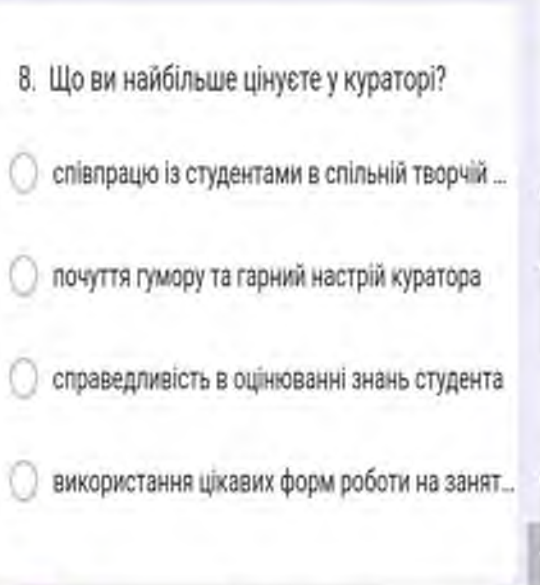 8. Що ви найбільше цінуєте у кураторі?
співпрацю із студентами в спільній творчій ...
почуття гумору та гарний настрій куратора
справедливість в оцінюванні знань студента
використання цікавих форм роботи на занят...